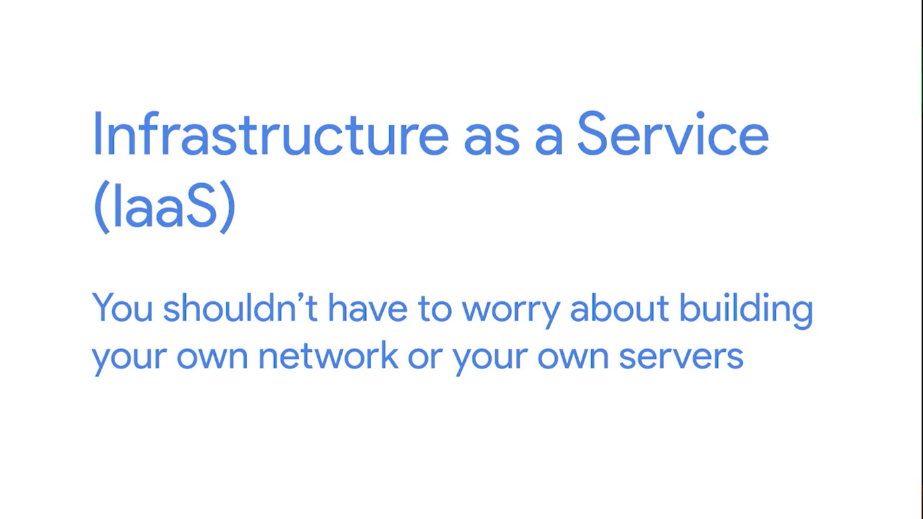 Infrastructure as a Service
(IaaS)
You shouldn’t have to worry about building
your own network or your own servers